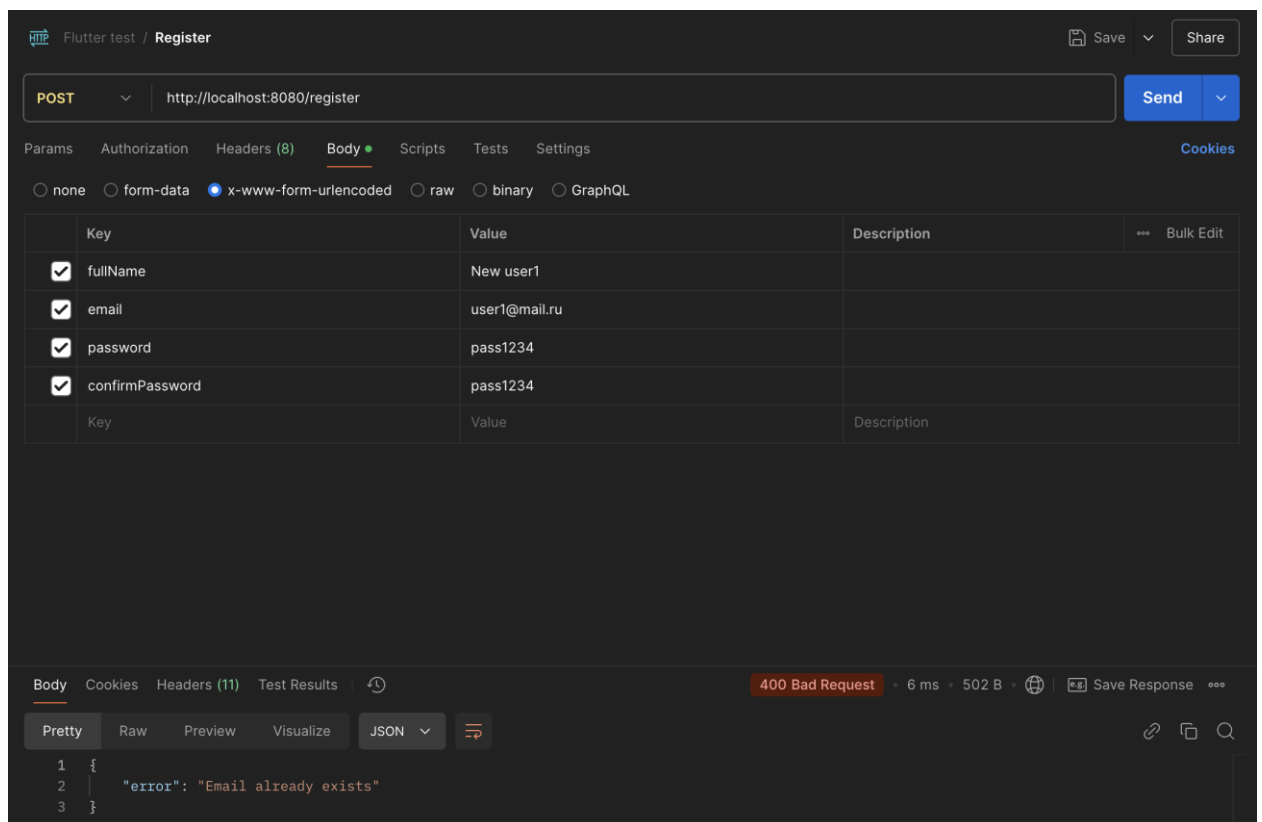 HTTP Flutter test / Register Save Share
POST http://localhost:8080/register Send
Params Authorization Headers (8) Body Scripts Tests Settings Cookies
none form-data x-www-form-urlencoded raw binary GraphQL
Key Value Description Bulk Edit
fullName New user1
email user1@mail.ru
password pass1234
confirmPassword pass1234
Key Value Description
Body Cookies Headers (11) Test Results 400 Bad Request 6 ms 502 B e.g. Save Response
Pretty Raw Preview Visualize JSON
1 {
2 "error": "Email already exists"
3 }